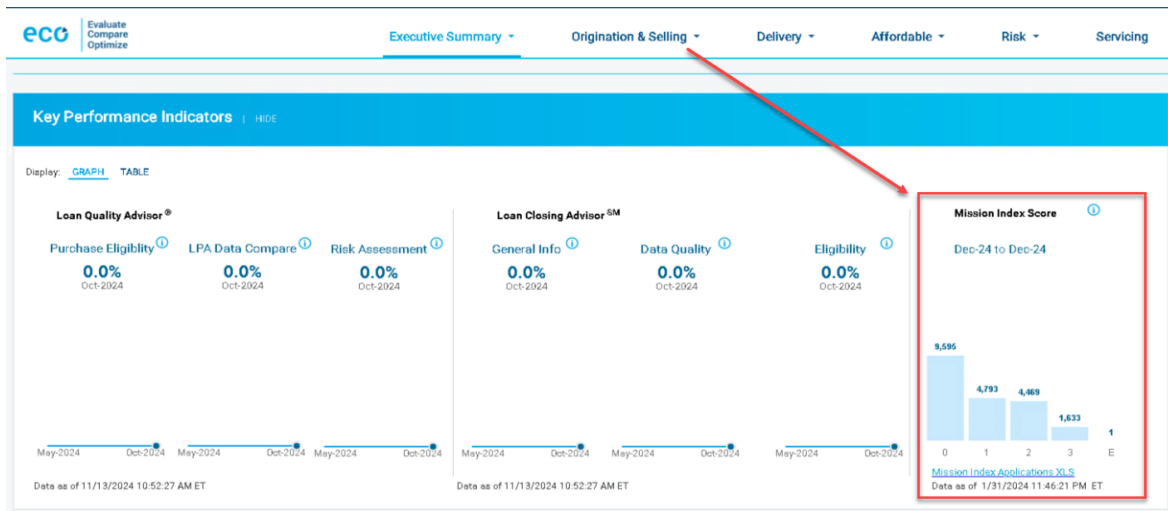 eco Evaluate
Compare
Optimize
Executive Summary Origination & Selling Delivery Affordable Risk Servicing
Key Performance Indicators | HIDE
Display: GRAPH TABLE
Loan Quality Advisor ®
Loan Closing Advisor SM
Mission Index Score
Purchase Eligiblity LPA Data Compare Risk Assessment
General Info Data Quality Eligibility
Dec-24 to Dec-24
0.0% 0.0% 0.0% 0.0% 0.0% 0.0%
Oct-2024 Oct-2024 Oct-2024 Oct-2024 Oct-2024 Oct-2024
9,595
4,793 4,469
1,633
1
May-2024 Oct-2024 May-2024 Oct-2024 May-2024 Oct-2024 May-2024 Oct-2024 May-2024 Oct-2024 May-2024 Oct-2024
0 1 2 3 E
Mission Index Applications XLS
Data as of 11/13/2024 10:52:27 AM ET
Data as of 11/13/2024 10:52:27 AM ET
Data as of 1/31/2024 11:46:21 PM ET